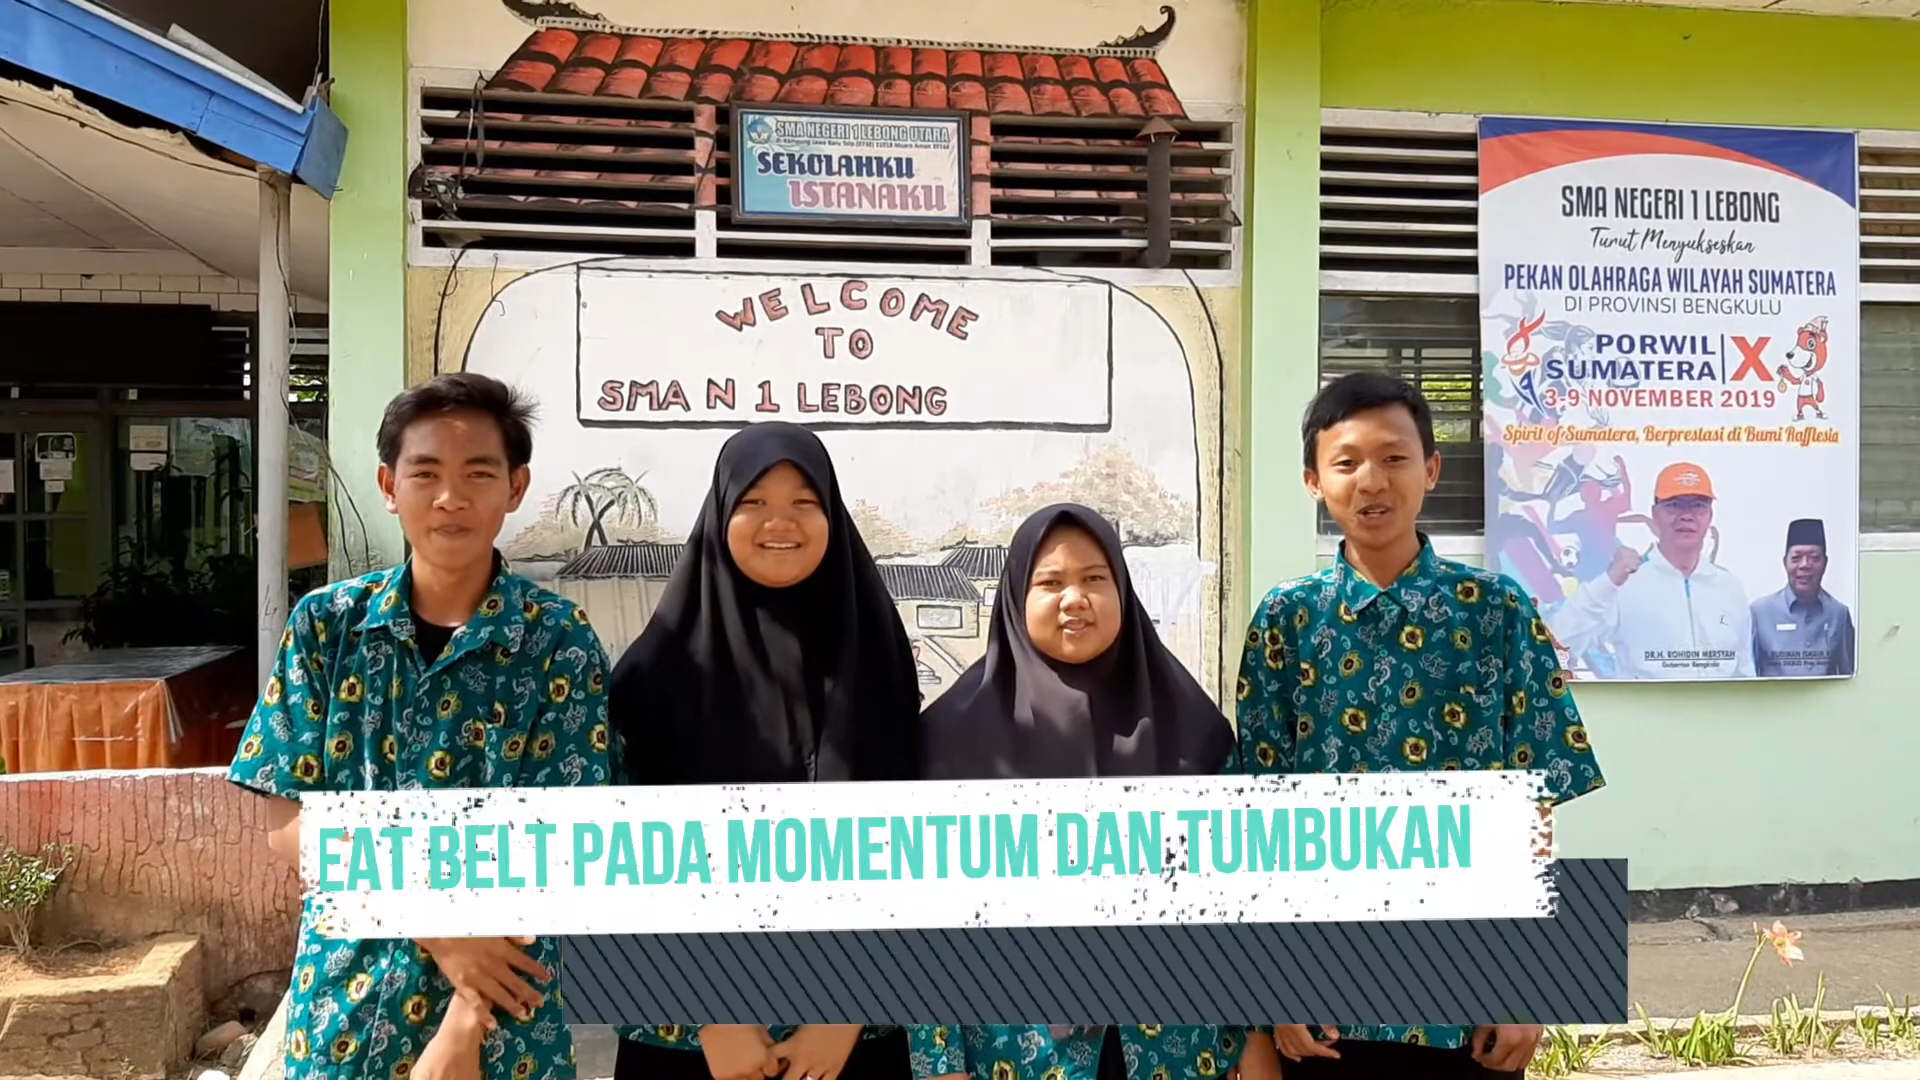 SMA NEGERI 1 LEBONG UTARA
SEKOLAHKU
ISTANAKU
WELCOME
TO
SMA N 1 LEBONG
SMA NEGERI 1 LEBONG
Turut Menyukseskan
PEKAN OLAHRAGA WILAYAH SUMATERA
DI PROVINSI BENGKULU
PORWIL
SUMATERA X
3-9 NOVEMBER 2019
Spirit of Sumatera, Berprestasi di Bumi Rafflesia
DR.H. ROHIDIN MERSYAH
Gubernur Bengkulu
EAT BELT PADA MOMENTUM DAN TUMBUKAN